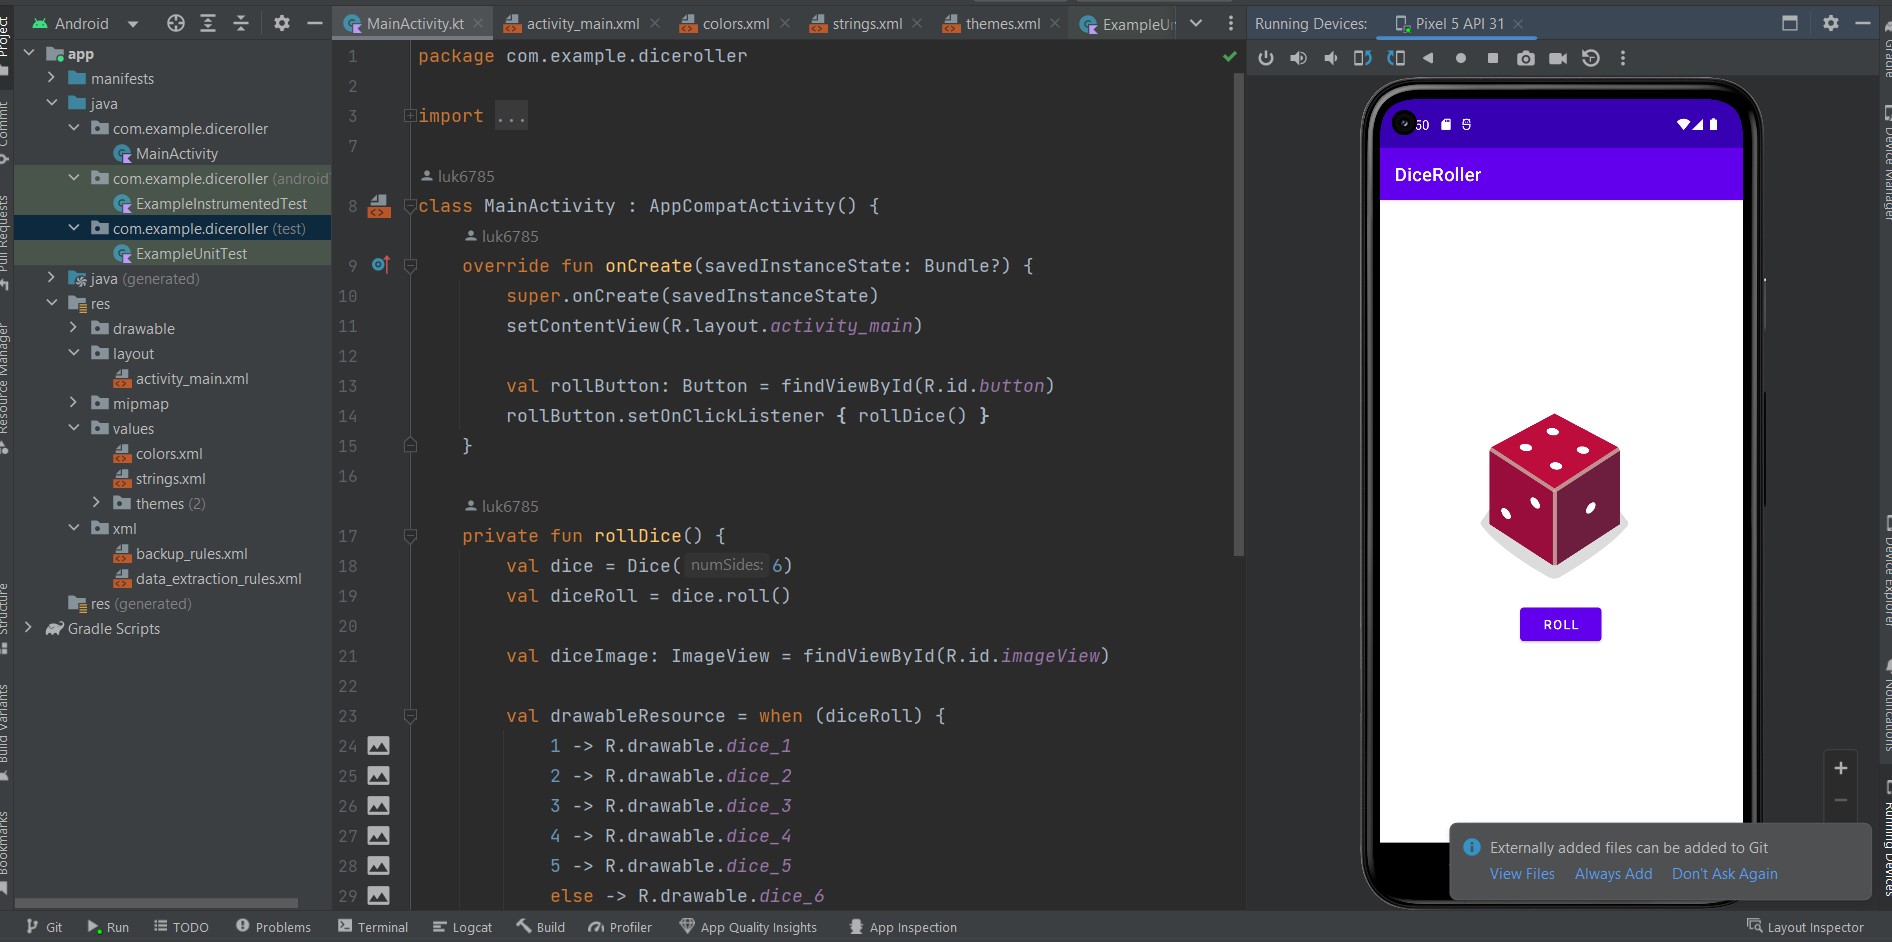 Android
MainActivity.kt
activity_main.xml
colors.xml
strings.xml
themes.xml
ExampleUn
Running Devices:
Pixel 5 API 31
Project
Commit
Pull Requests
Resource Manager
Structure
Build Variants
Bookmarks
app
manifests
java
com.example.diceroller
MainActivity
com.example.diceroller (android
ExampleInstrumentedTest
com.example.diceroller (test)
ExampleUnitTest
java (generated)
res
drawable
layout
activity_main.xml
mipmap
values
colors.xml
strings.xml
themes (2)
xml
backup_rules.xml
data_extraction_rules.xml
res (generated)
Gradle Scripts
1 package com.example.diceroller
2
3 import ...
7
luk6785
8 class MainActivity : AppCompatActivity() {
luk6785
9 override fun onCreate(savedInstanceState: Bundle?) {
10 super.onCreate(savedInstanceState)
11 setContentView(R.layout.activity_main)
12
13 val rollButton: Button = findViewById(R.id.button)
14 rollButton.setOnClickListener { rollDice() }
15 }
16
luk6785
17 private fun rollDice() {
18 val dice = Dice( numSides: 6)
19 val diceRoll = dice.roll()
20
21 val diceImage: ImageView = findViewById(R.id.imageView)
22
23 val drawableResource = when (diceRoll) {
24 1 -> R.drawable.dice_1
25 2 -> R.drawable.dice_2
26 3 -> R.drawable.dice_3
27 4 -> R.drawable.dice_4
28 5 -> R.drawable.dice_5
29 else -> R.drawable.dice_6
50
DiceRoller
ROLL
Externally added files can be added to Git
View Files Always Add Don't Ask Again
Gradle
Device Manager
Device Explorer
Notifications
Running Devices
Git
Run
TODO
Problems
Terminal
Logcat
Build
Profiler
App Quality Insights
App Inspection
Layout Inspector